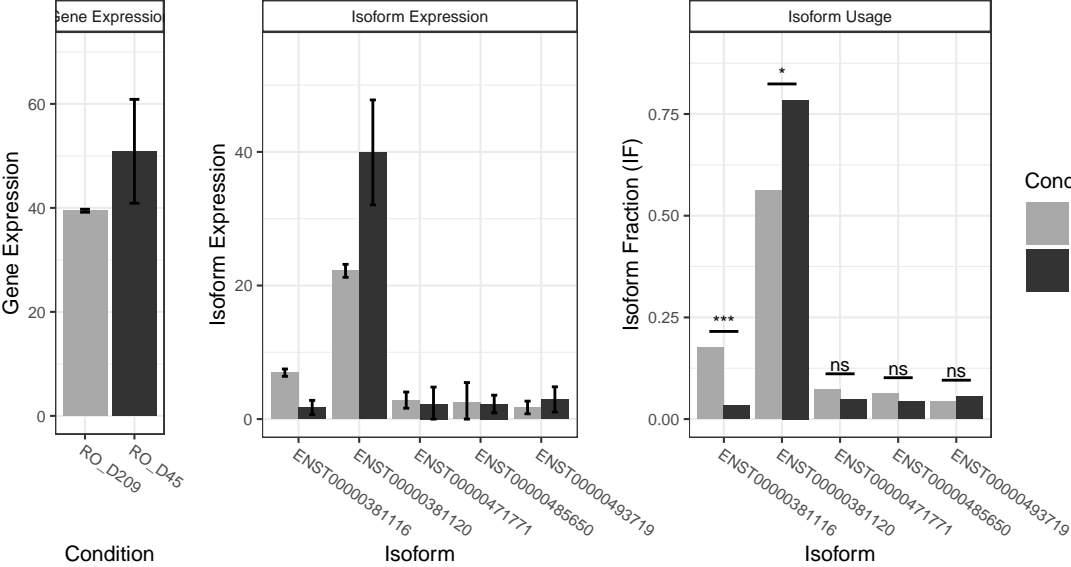 Gene Expression
Gene Expression
60
40
20
0
RO_D209
RO_D45
Condition
Isoform Expression
Isoform Expression
40
20
0
ENST00000381116
ENST00000381120
ENST00000471771
ENST00000485650
ENST00000493719
Isoform
Isoform Usage
Isoform Fraction (IF)
0.75
0.50
0.25
0.00
***
*
ns
ns
ns
ENST00000381116
ENST00000381120
ENST00000471771
ENST00000485650
ENST00000493719
Isoform